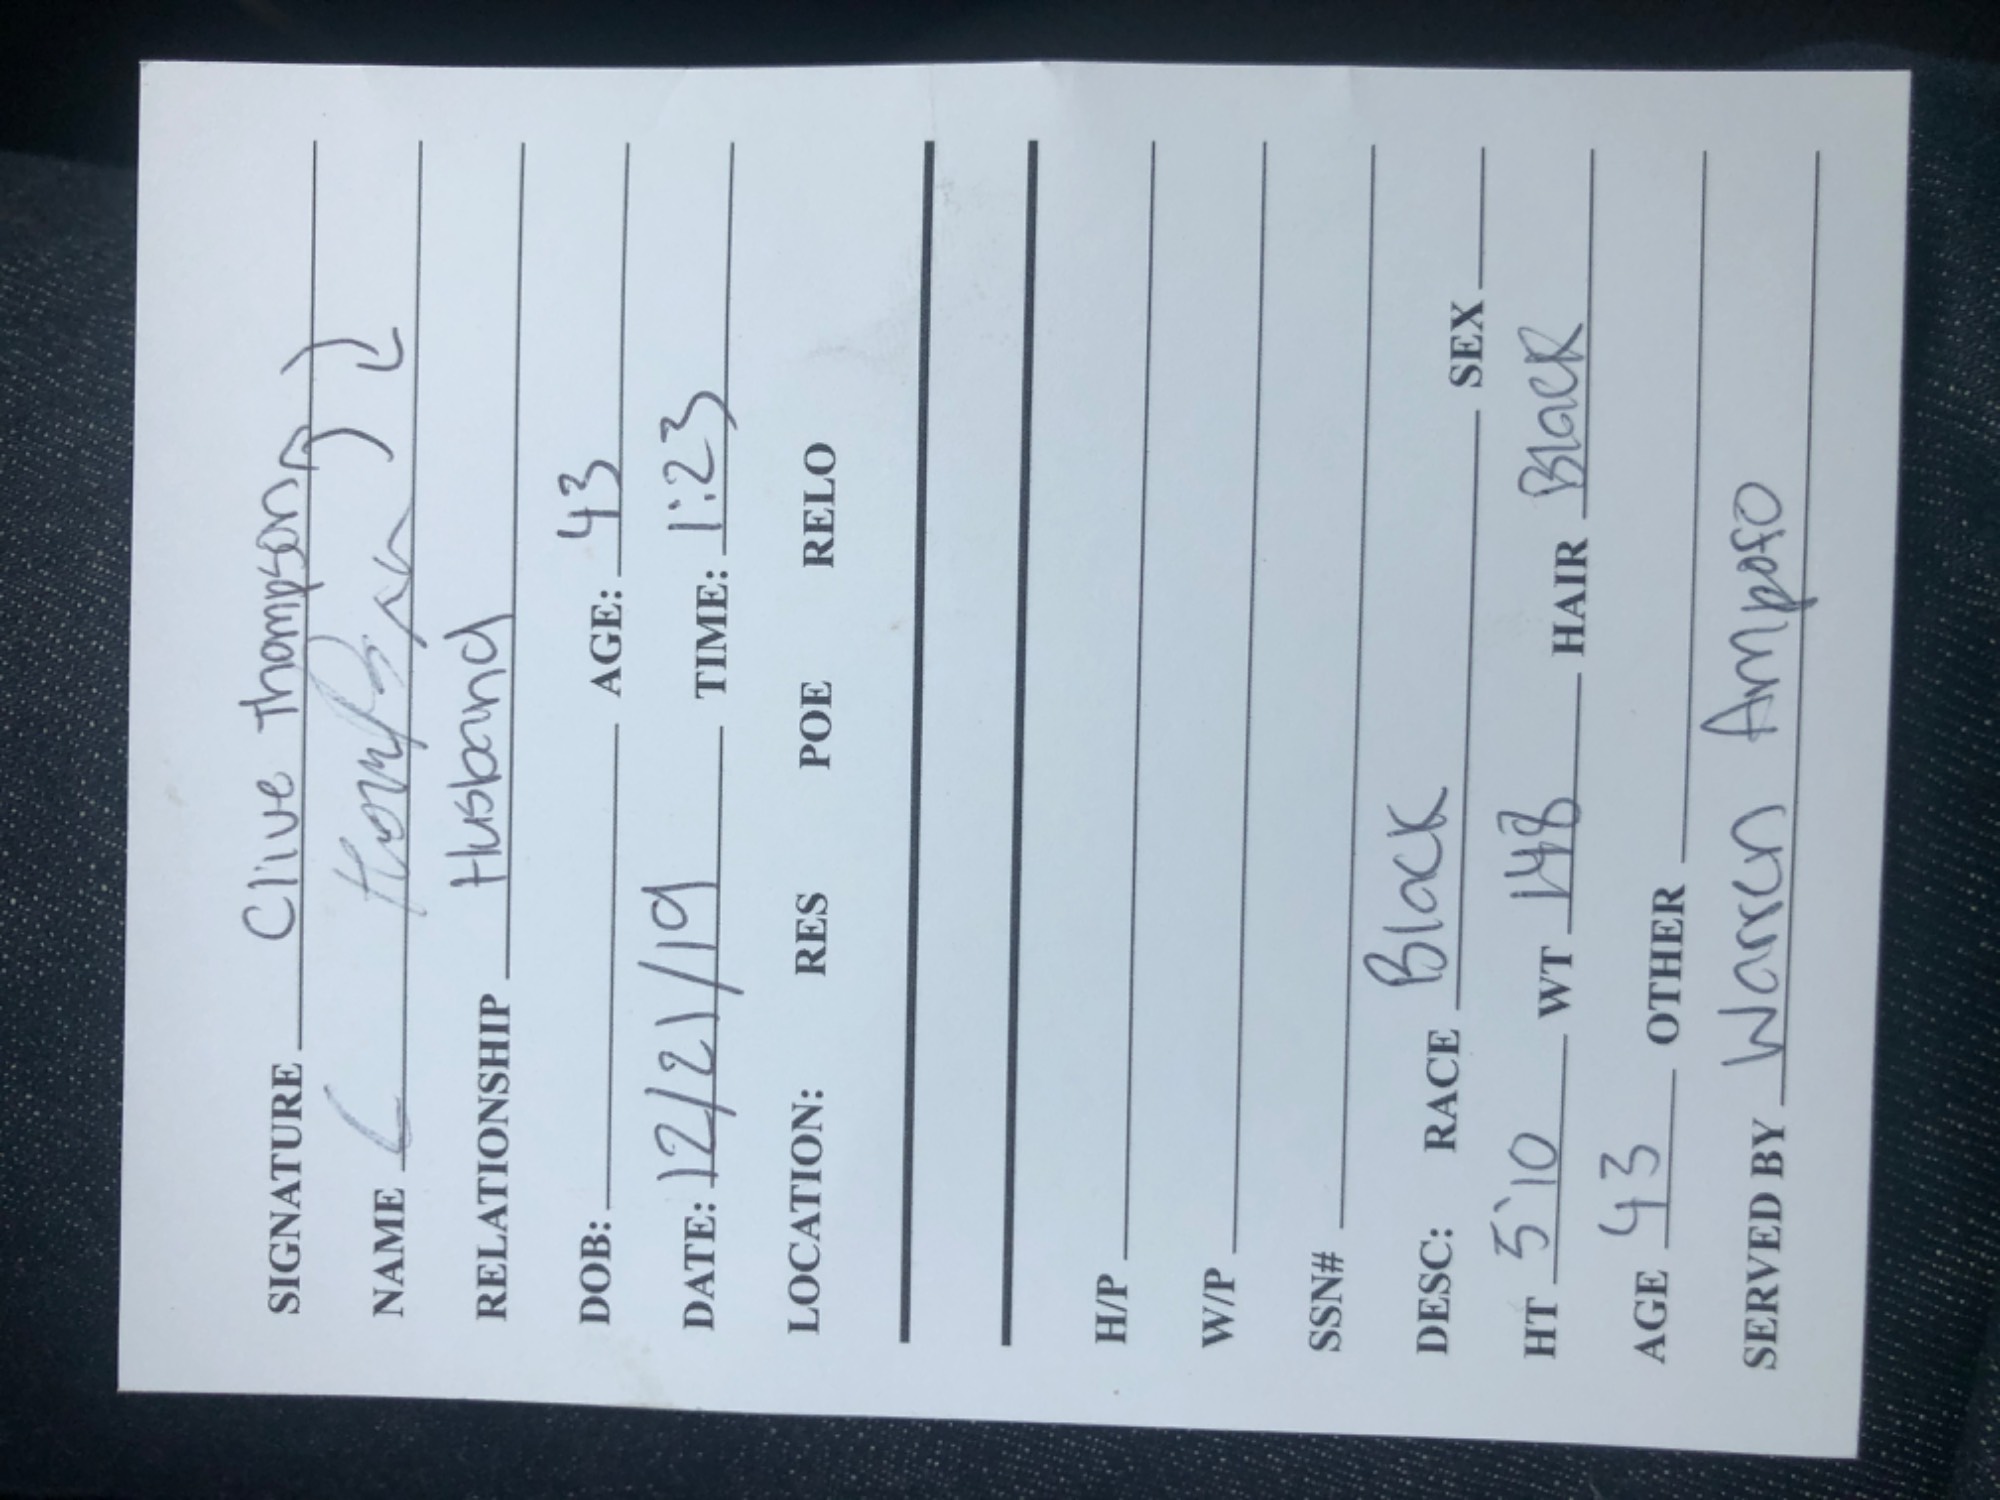 SIGNATURE Clive Thompson
NAME Thompson
RELATIONSHIP Husband
DOB: AGE: 43
DATE: 12/21/19 TIME: 1:23
LOCATION: RES POE RELO
H/P
W/P
SSN#
DESC: RACE Black SEX
HT 5'10 WT 148 HAIR Black
AGE 43 OTHER
SERVED BY Warren Ampofo